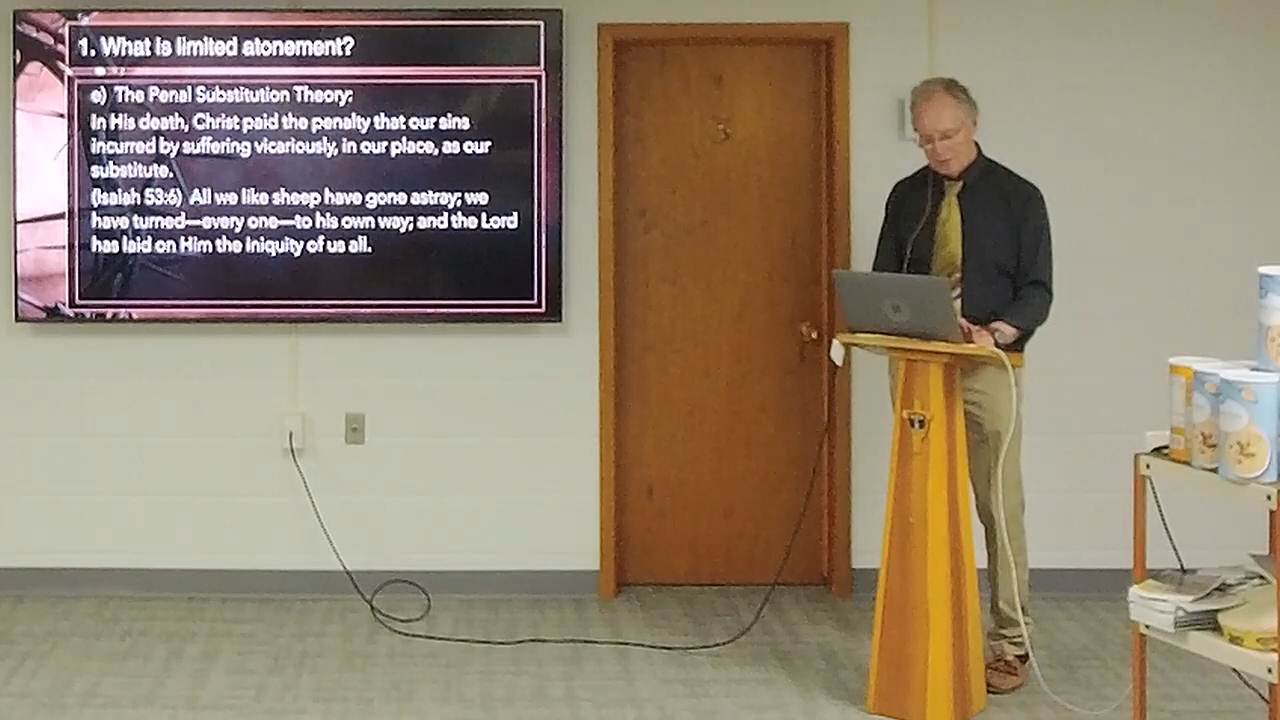 1. What is limited atonement?
e) The Penal Substitution Theory:
In His death, Christ paid the penalty that our sins
incurred by suffering vicariously, in our place, as our
substitute.
(Isaiah 53:6) All we like sheep have gone astray; we
have turned—every one—to his own way; and the Lord
has laid on Him the iniquity of us all.